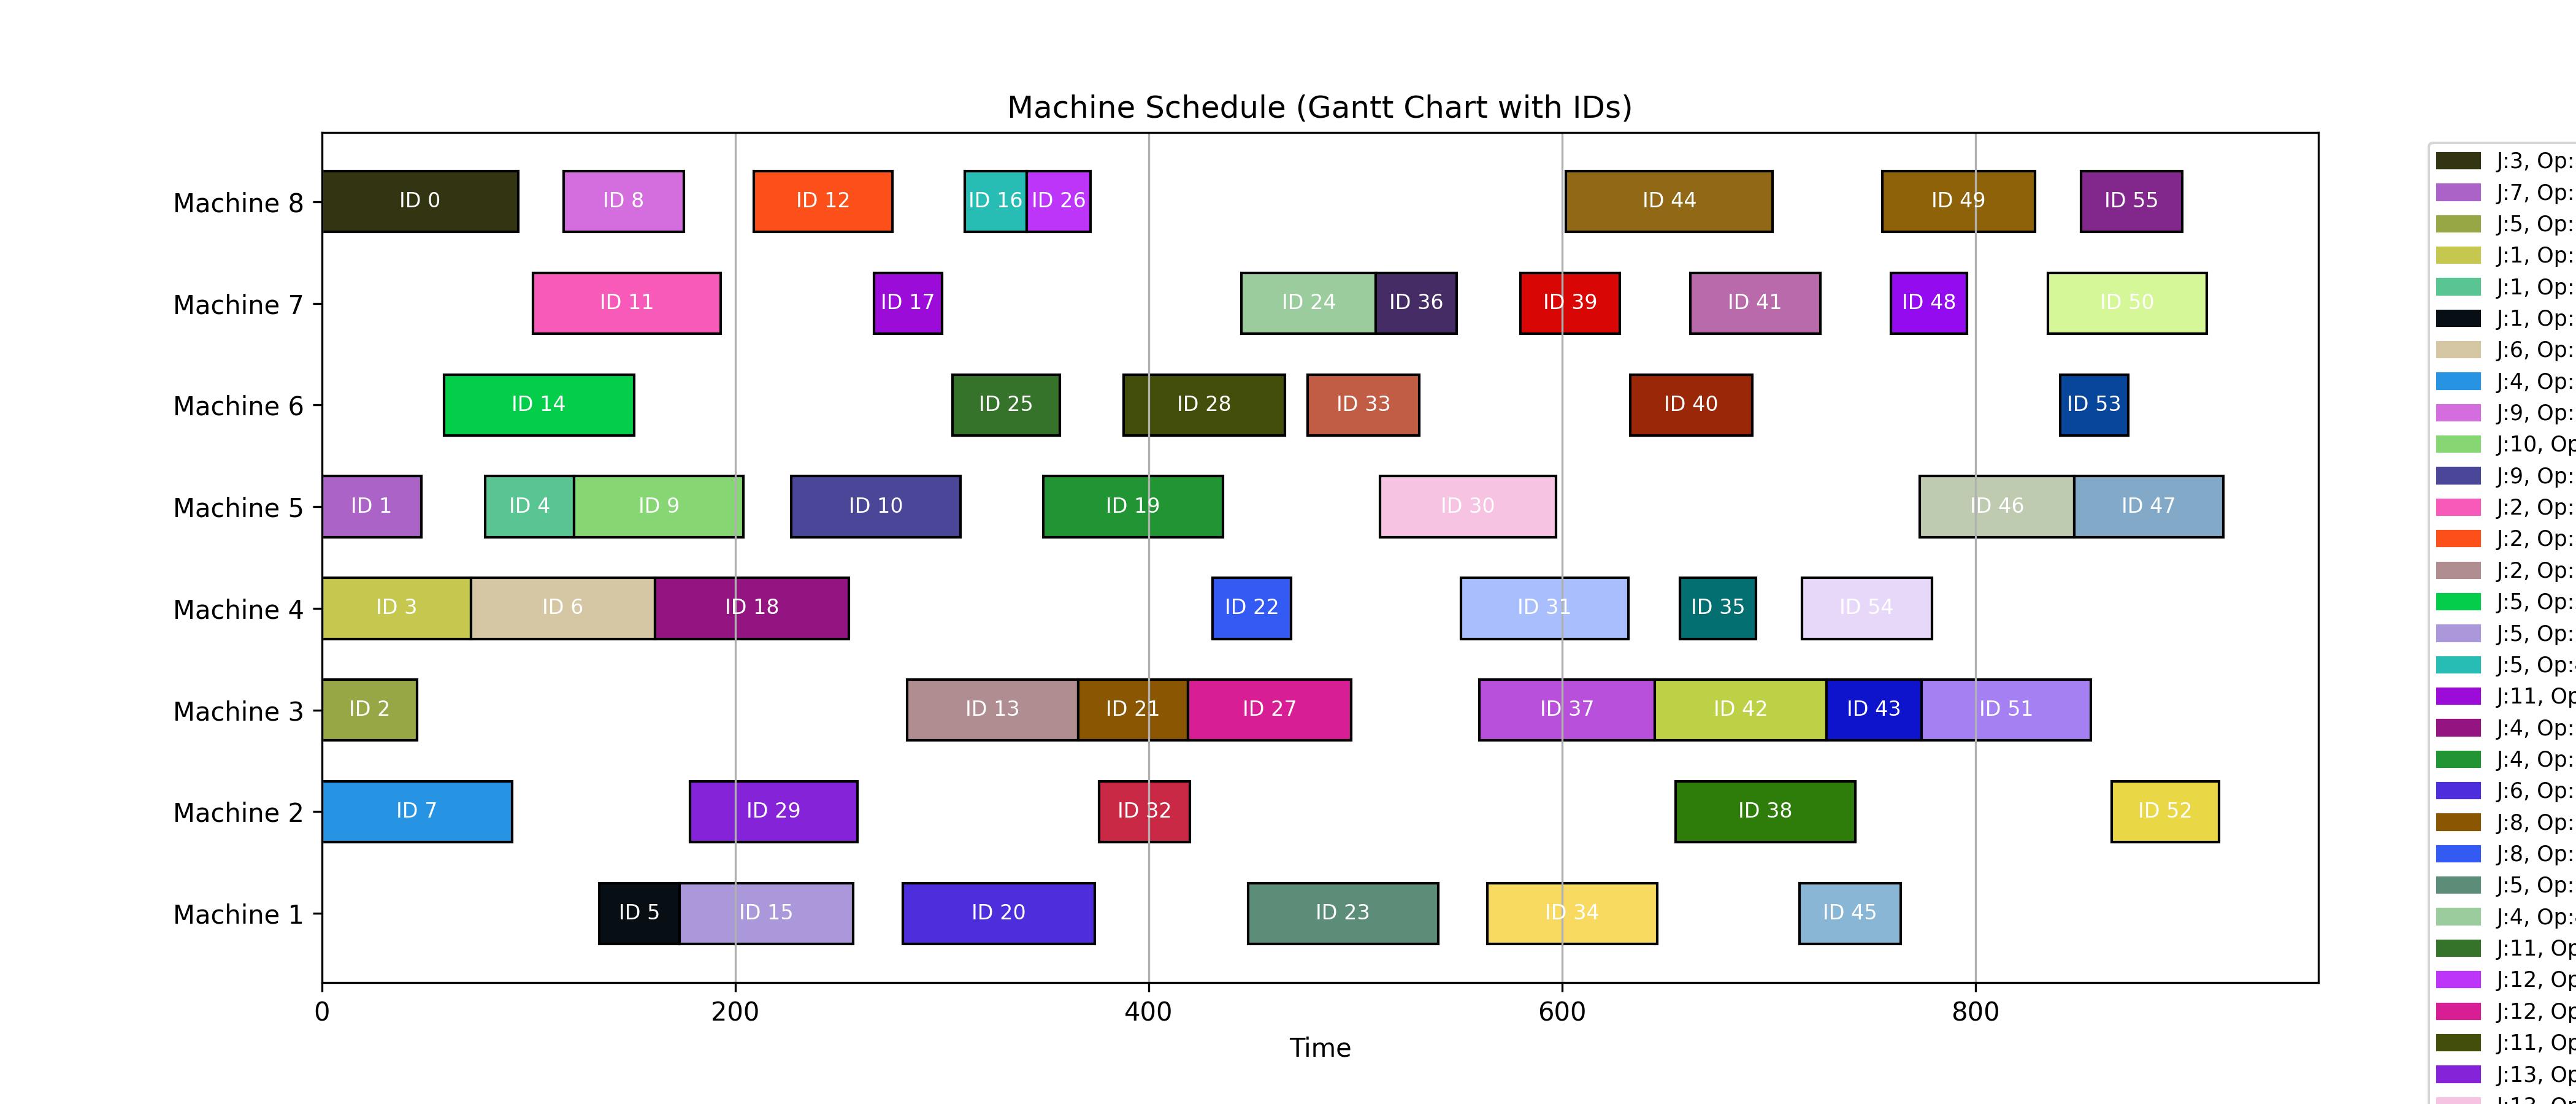 Machine Schedule (Gantt Chart with IDs)
Machine 8
ID 0
ID 8
ID 12
ID 16
ID 26
ID 44
ID 49
ID 55
Machine 7
ID 11
ID 17
ID 24
ID 36
ID 39
ID 41
ID 48
ID 50
Machine 6
ID 14
ID 25
ID 28
ID 33
ID 40
ID 53
Machine 5
ID 1
ID 4
ID 9
ID 10
ID 19
ID 30
ID 46
ID 47
Machine 4
ID 3
ID 6
ID 18
ID 22
ID 31
ID 35
ID 54
Machine 3
ID 2
ID 13
ID 21
ID 27
ID 37
ID 42
ID 43
ID 51
Machine 2
ID 7
ID 29
ID 32
ID 38
ID 52
Machine 1
ID 5
ID 15
ID 20
ID 23
ID 34
ID 45
0 200 400 600 800
Time
J:3, Op:
J:7, Op:
J:5, Op:
J:1, Op:
J:1, Op:
J:1, Op:
J:6, Op:
J:4, Op:
J:9, Op:
J:10, Op
J:9, Op:
J:2, Op:
J:2, Op:
J:2, Op:
J:5, Op:
J:5, Op:
J:5, Op:
J:11, Op
J:4, Op:
J:4, Op:
J:6, Op:
J:8, Op:
J:8, Op:
J:5, Op:
J:4, Op:
J:11, Op
J:12, Op
J:12, Op
J:11, Op
J:13, Op